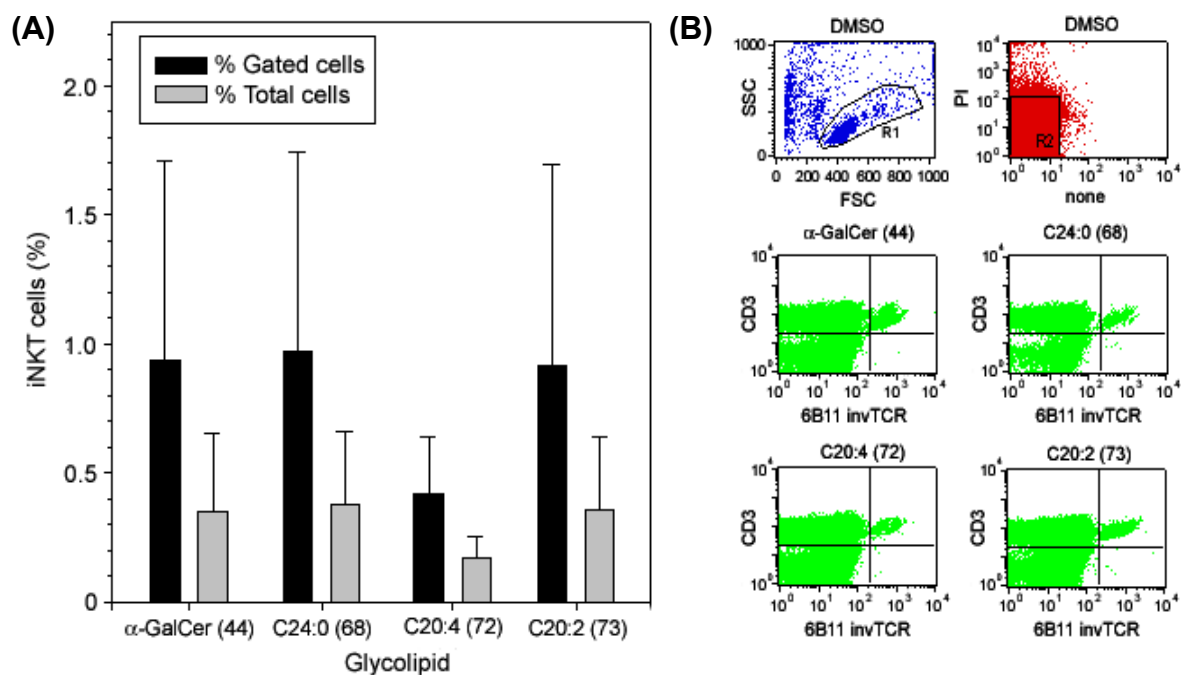 (A)
iNKT cells (%)
2.0
1.5
1.0
0.5
0
% Gated cells
% Total cells
α-GalCer (44) C24:0 (68) C20:4 (72) C20:2 (73)
Glycolipid
(B)
DMSO
SSC
1000
0
R1
0 200 400 600 800 1000
FSC
DMSO
PI
10⁴
10³
10²
10¹
10⁰
R2
10⁰ 10¹ 10² 10³ 10⁴
none
α-GalCer (44)
CD3
10⁴
10⁰
10⁰ 10¹ 10² 10³ 10⁴
6B11 invTCR
C24:0 (68)
CD3
10⁴
10⁰
10⁰ 10¹ 10² 10³ 10⁴
6B11 invTCR
C20:4 (72)
CD3
10⁴
10⁰
10⁰ 10¹ 10² 10³ 10⁴
6B11 invTCR
C20:2 (73)
CD3
10⁴
10⁰
10⁰ 10¹ 10² 10³ 10⁴
6B11 invTCR